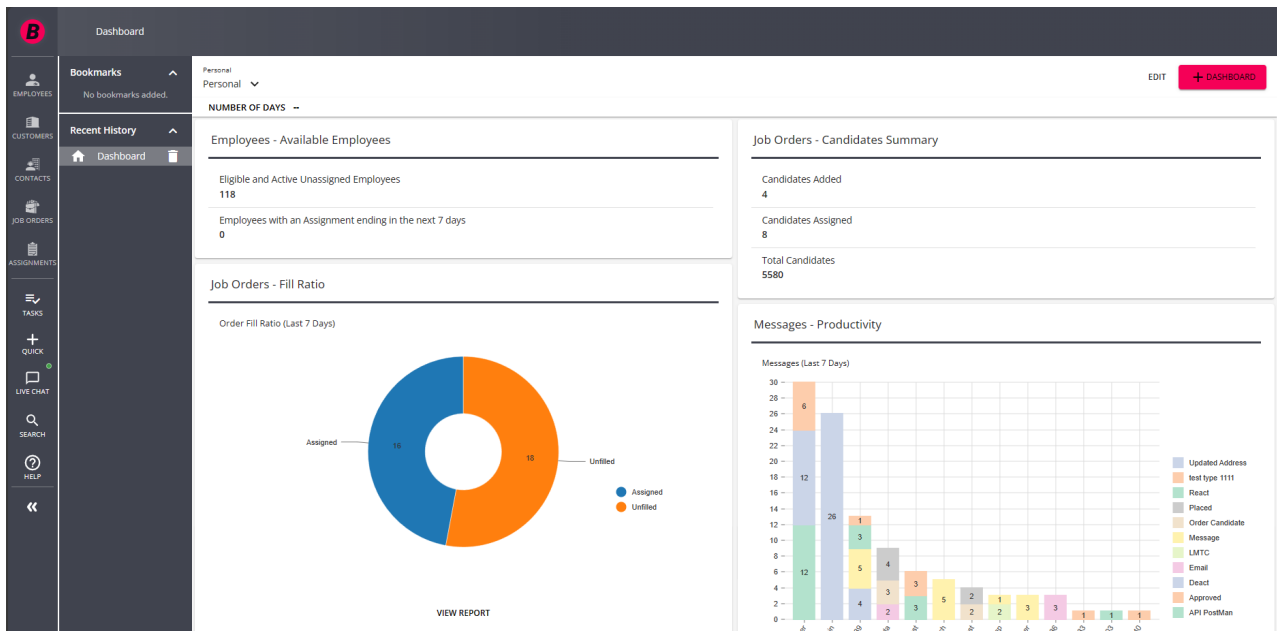 B
Dashboard
EMPLOYEES
CUSTOMERS
CONTACTS
JOB ORDERS
ASSIGNMENTS
TASKS
QUICK
LIVE CHAT
SEARCH
HELP
Bookmarks
No bookmarks added.
Recent History
Dashboard
Personal
Personal
EDIT
+ DASHBOARD
NUMBER OF DAYS --
Employees - Available Employees
Eligible and Active Unassigned Employees
118
Employees with an Assignment ending in the next 7 days
0
Job Orders - Fill Ratio
Order Fill Ratio (Last 7 Days)
Assigned
16
18
Unfilled
Assigned
Unfilled
VIEW REPORT
Job Orders - Candidates Summary
Candidates Added
4
Candidates Assigned
8
Total Candidates
5580
Messages - Productivity
Messages (Last 7 Days)
30
28
26
24
22
20
18
16
14
12
10
8
6
4
2
0
6
12
12
26
1
3
5
4
4
3
2
3
3
5
2
2
1
2
3
3
1
1
1
Updated Address
test type 1111
React
Placed
Order Candidate
Message
LMTC
Email
Deact
Approved
API PostMan